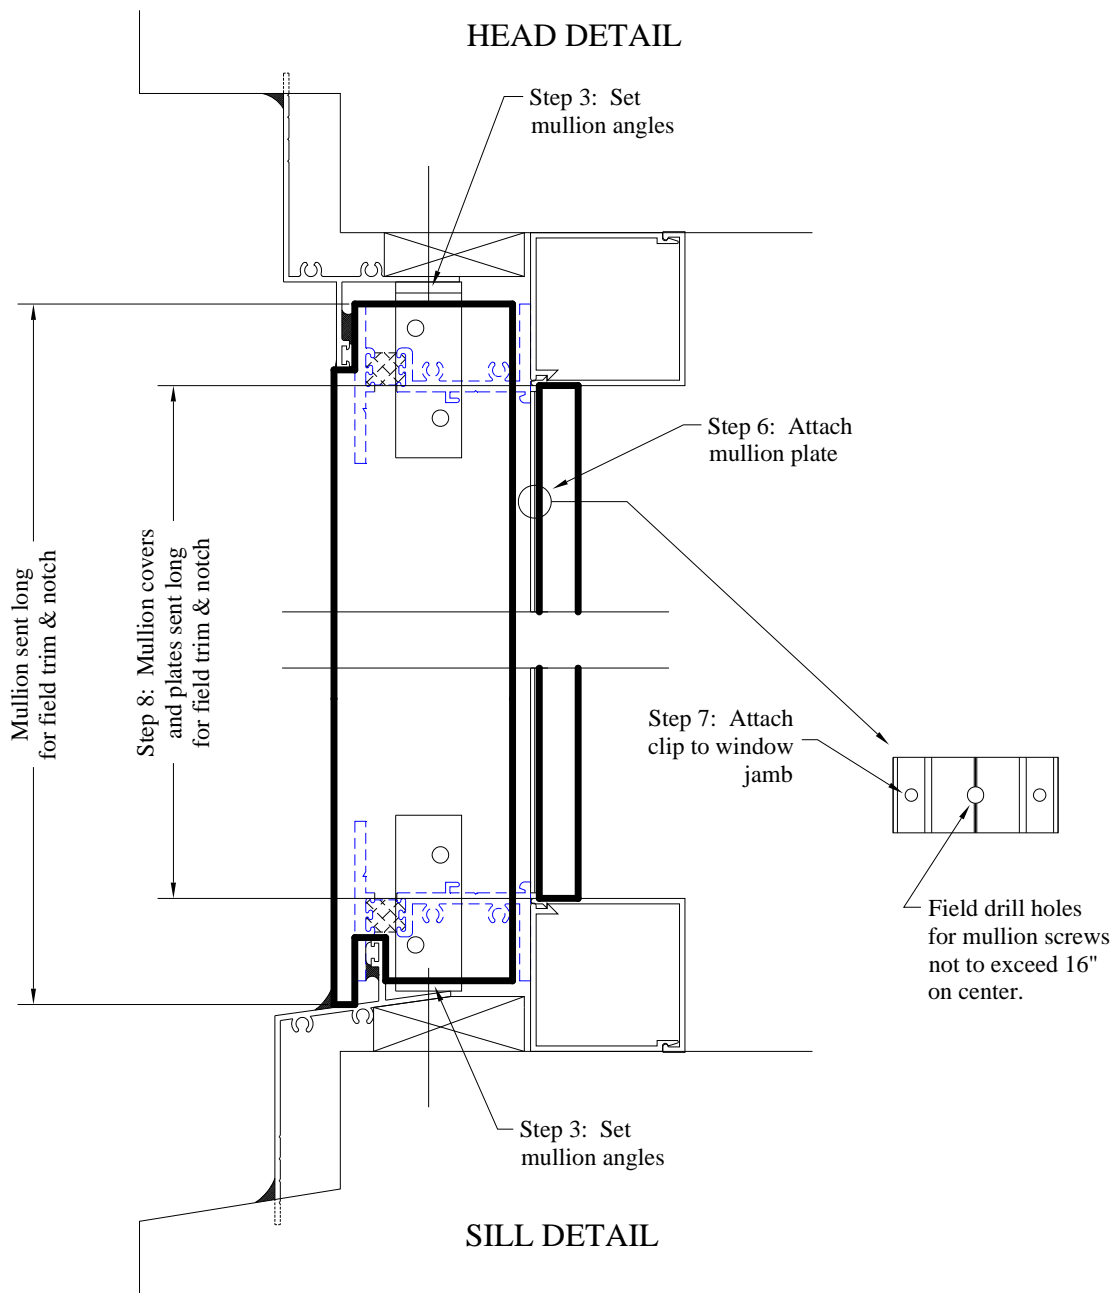 HEAD DETAIL
Step 3:  Set
mullion angles
Step 6:  Attach
mullion plate
Mullion sent long
for field trim & notch
Step 8:  Mullion covers
and plates sent long
for field trim & notch
Step 7:  Attach
clip to window
jamb
Field drill holes
for mullion screws
not to exceed 16"
on center.
Step 3:  Set
mullion angles
SILL DETAIL